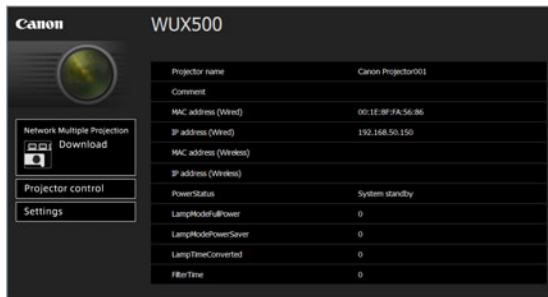 Canon
WUX500
Network Multiple Projection
Download
Projector control
Settings
Projector name Canon Projector001
Comment
MAC address (Wired) 00:1E:8F:FA:56:86
IP address (Wired) 192.168.50.150
MAC address (Wireless)
IP address (Wireless)
PowerStatus System standby
LampModeFullPower 0
LampModePowerSaver 0
LampTimeConverted 0
FilterTime 0